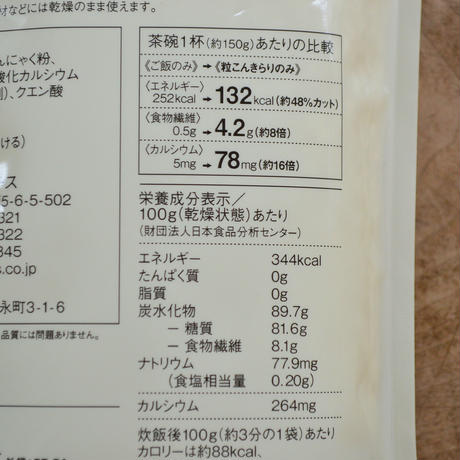 材などには乾燥のまま使えます。
んにゃく粉、
酸化カルシウム
剤)、クエン酸
ける)
キス
5-6-5-502
321
322
345
s.co.jp
永町3-1-6
品質には問題ありません。
茶碗1杯(約150g)あたりの比較
《ご飯のみ》→《粒こんきらりのみ》
〈エネルギー〉
252kcal→132kcal(約48%カット)
〈食物繊維〉
0.5g→4.2g(約8倍)
〈カルシウム〉
5mg→78mg(約16倍)
栄養成分表示/
100g(乾燥状態)あたり
(財団法人日本食品分析センター)
エネルギー 344kcal
たんぱく質 0g
脂質 0g
炭水化物 89.7g
－糖質 81.6g
－食物繊維 8.1g
ナトリウム 77.9mg
(食塩相当量 0.20g)
カルシウム 264mg
炊飯後100g(約3分の1袋)あたり
カロリーは約88kcal、